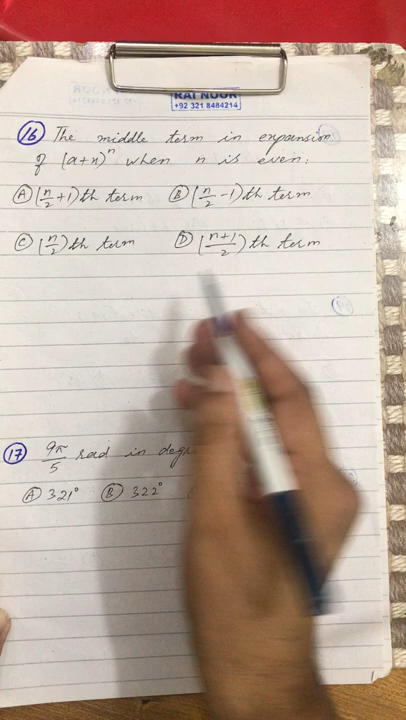 RAI NOOR
+92 321 8484214
16 The middle term in expansion
of (a+x)^n when n is even:
A (n/2 +1)th term B (n/2 -1)th term
C (n/2)th term D (n+1/2)th term
17 9π/5 rad in
A 321° B 322°